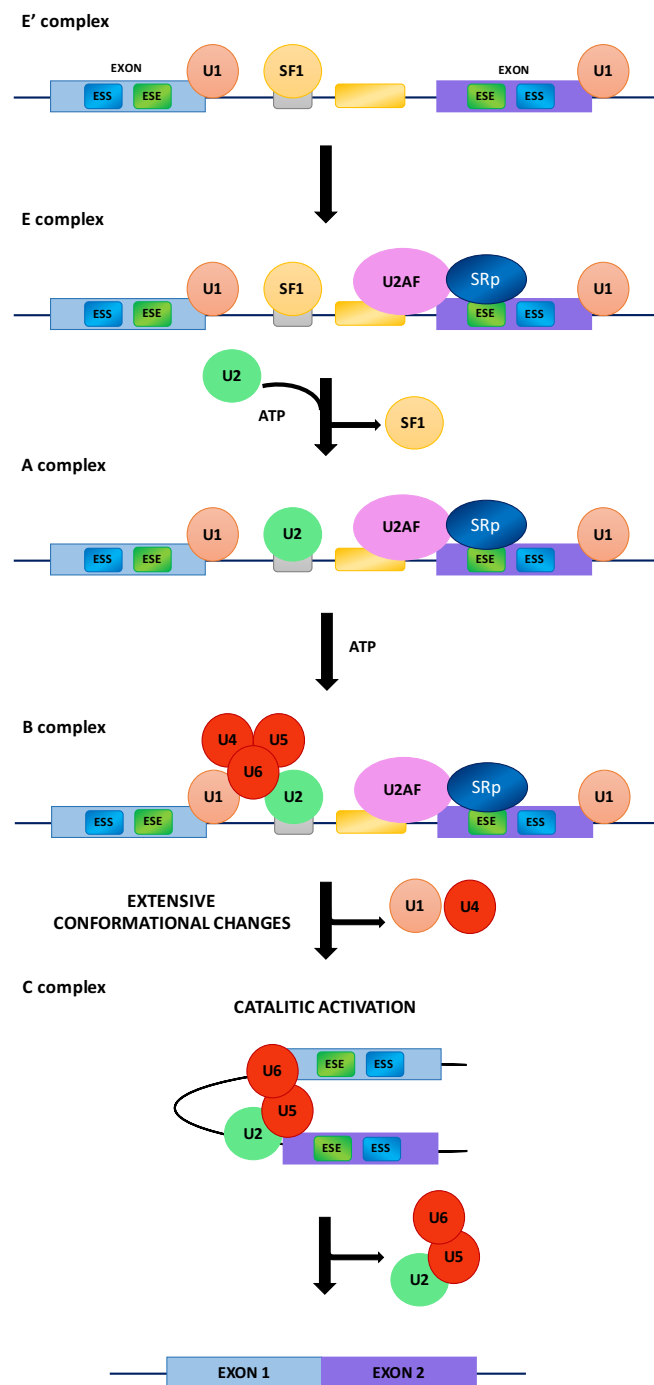 E’ complex
EXON
U1
SF1
EXON
U1
ESS
ESE
ESE
ESS
E complex
U1
SF1
U2AF
SRp
U1
ESS
ESE
ESE
ESS
U2
ATP
SF1
A complex
U1
U2
U2AF
SRp
U1
ESS
ESE
ESE
ESS
ATP
B complex
U4
U5
U6
U1
U2
U2AF
SRp
U1
ESS
ESE
ESE
ESS
EXTENSIVE
CONFORMATIONAL CHANGES
U1
U4
C complex
CATALITIC ACTIVATION
U6
ESE
ESS
U5
U2
ESE
ESS
U6
U5
U2
EXON 1
EXON 2